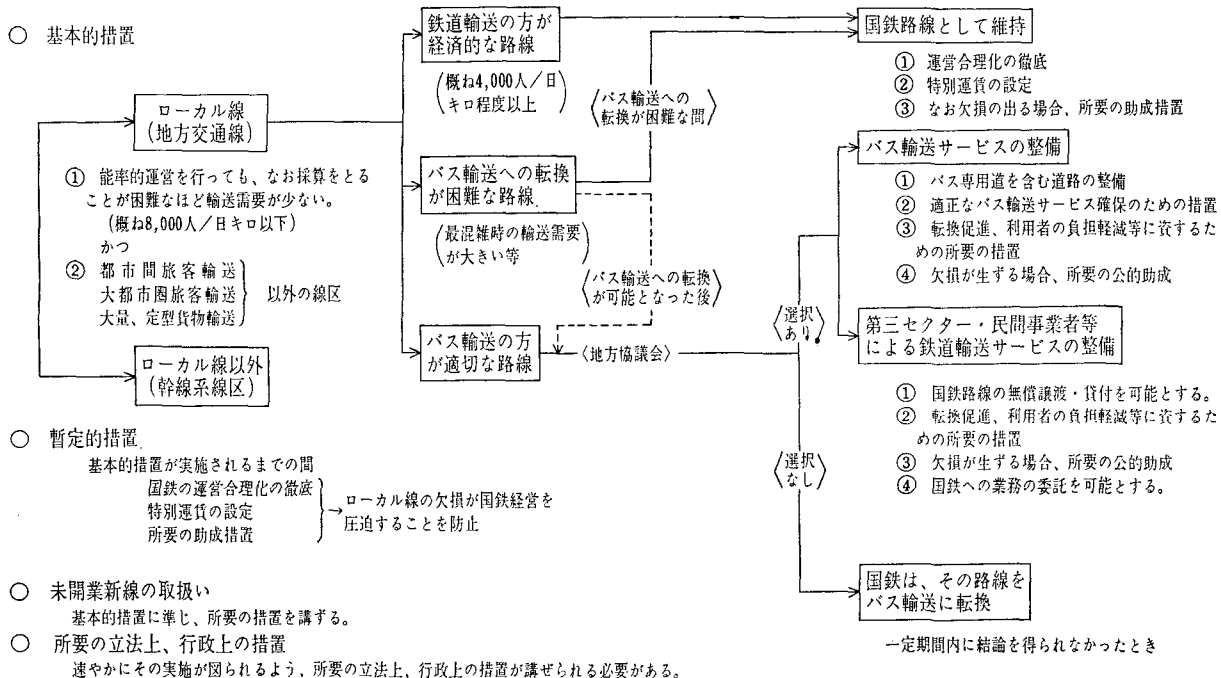 ○ 基本的措置
ローカル線
(地方交通線)
① 能率的運営を行っても、なお採算をとる
ことが困難なほど輸送需要が少ない。
(概ね8,000人／日キロ以下)
かつ
② 都市間旅客輸送
大都市圏旅客輸送
大量、定型貨物輸送
以外の線区
ローカル線以外
(幹線系線区)
鉄道輸送の方が
経済的な路線
(概ね4,000人／日
キロ程度以上)
バス輸送への転換
が困難な路線
(最混雑時の輸送需要
が大きい等)
バス輸送の方
が適切な路線
〈バス輸送への
転換が困難な間〉
〈バス輸送への転換
が可能となった後〉
〈地方協議会〉
〈選択
あり〉
〈選択
なし〉
国鉄路線として維持
① 運営合理化の徹底
② 特別運賃の設定
③ なお欠損の出る場合、所要の助成措置
バス輸送サービスの整備
① バス専用道を含む道路の整備
② 適正なバス輸送サービス確保のための措置
③ 転換促進、利用者の負担軽減等に資するた
めの所要の措置
④ 欠損が生ずる場合、所要の公的助成
第三セクター・民間事業者等
による鉄道輸送サービスの整備
① 国鉄路線の無償譲渡・貸付を可能とする。
② 転換促進、利用者の負担軽減等に資するた
めの所要の措置
③ 欠損が生ずる場合、所要の公的助成
④ 国鉄への業務の委託を可能とする。
国鉄は、その路線を
バス輸送に転換
一定期間内に結論を得られなかったとき
○ 暫定的措置
基本的措置が実施されるまでの間
国鉄の運営合理化の徹底
特別運賃の設定
所要の助成措置
→ローカル線の欠損が国鉄経営を
圧迫することを防止
○ 未開業新線の取扱い
基本的措置に準じ、所要の措置を講ずる。
○ 所要の立法上、行政上の措置
速やかにその実施が図られるよう、所要の立法上、行政上の措置が講ぜられる必要がある。